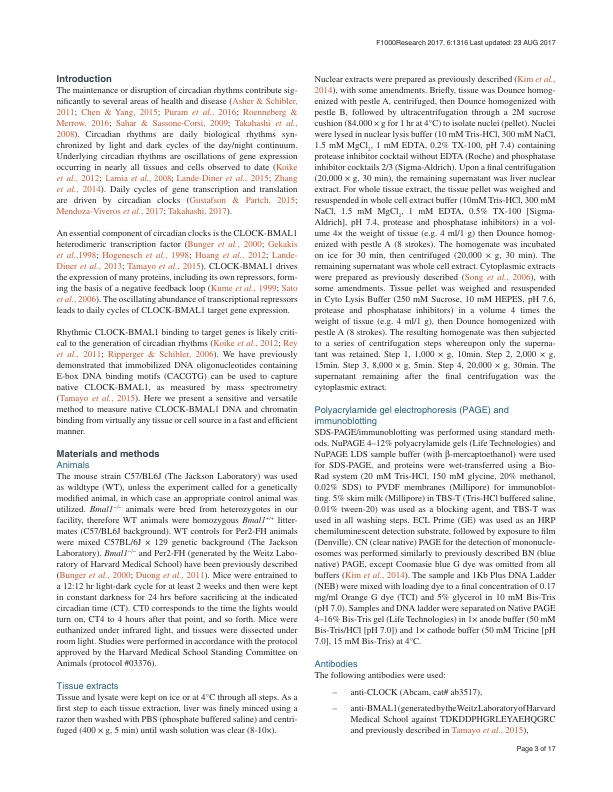 F1000Research 2017, 6:1316 Last updated: 23 AUG 2017
Introduction
The maintenance or disruption of circadian rhythms contribute sig-
nificantly to several areas of health and disease (Asher & Schibler,
2011; Chen & Yang, 2015; Puram et al., 2016; Roenneberg &
Merrow, 2016; Sahar & Sassone-Corsi, 2009; Takahashi et al.,
2008). Circadian rhythms are daily biological rhythms syn-
chronized by light and dark cycles of the day/night continuum.
Underlying circadian rhythms are oscillations of gene expression
occurring in nearly all tissues and cells observed to date (Koike
et al., 2012; Lamia et al., 2008; Lande-Diner et al., 2015; Zhang
et al., 2014). Daily cycles of gene transcription and translation
are driven by circadian clocks (Gustafson & Partch, 2015;
Mendoza-Viveros et al., 2017; Takahashi, 2017).
An essential component of circadian clocks is the CLOCK-BMAL1
heterodimeric transcription factor (Bunger et al., 2000; Gekakis
et al.,1998; Hogenesch et al., 1998; Huang et al., 2012; Lande-
Diner et al., 2013; Tamayo et al., 2015). CLOCK-BMAL1 drives
the expression of many genes, including its own repressors, form-
ing the basis of a negative feedback loop (Kume et al., 1999; Sato
et al., 2006). The oscillating abundance of transcriptional repressors
leads to daily cycles of CLOCK-BMAL1 target gene expression.
Rhythmic CLOCK-BMAL1 binding to target genes is likely criti-
cal to the generation of circadian rhythms (Koike et al., 2012; Rey
et al., 2011; Ripperger & Schibler, 2006). We have previously
demonstrated that immobilized DNA oligonucleotides containing
E-box DNA binding motifs (CACGTG) can be used to capture
native CLOCK-BMAL1, as measured by mass spectrometry
(Tamayo et al., 2015). Here we present a sensitive and versatile
method to measure native CLOCK-BMAL1 DNA and chromatin
binding from virtually any tissue or cell source in a fast and efficient
manner.
Materials and methods
Animals
The mouse strain C57/BL6J (The Jackson Laboratory) was used
as wildtype (WT), unless the experiment called for a genetically
modified animal, in which case an appropriate control animal was
utilized. Bmal1−/− animals were bred from heterozygotes in our
facility, therefore WT animals were homozygous Bmal1+/+ litter-
mates (C57/BL6J background). WT controls for Per2-FH animals
were mixed C57BL/6J × 129 genetic background (The Jackson
Laboratory). Bmal1−/− and Per2-FH (generated by the Weitz Labo-
ratory of Harvard Medical School) have been previously described
(Bunger et al., 2000; Duong et al., 2011). Mice were entrained to
a 12:12 hr light-dark cycle for at least 2 weeks and then were kept
in constant darkness for 24 hrs before sacrificing at the indicated
circadian time (CT). CT0 corresponds to the time the lights would
turn on, CT4 to 4 hours after that point, and so forth. Mice were
euthanized under infrared light, and tissues were dissected under
room light. Studies were performed in accordance with the protocol
approved by the Harvard Medical School Standing Committee on
Animals (protocol #03376).
Tissue extracts
Tissue and lysate were kept on ice or at 4°C through all steps. As a
first step to each tissue extraction, liver was finely minced using a
razor then washed with PBS (phosphate buffered saline) and centri-
fuged (400 × g, 5 min) until wash solution was clear (8-10×).
Nuclear extracts were prepared as previously described (Kim et al.,
2014), with some amendments. Briefly, tissue was Dounce homog-
enized with pestle A, centrifuged, then Dounce homogenized with
pestle B, followed by ultracentrifugation through a 2M sucrose
cushion (84,000 × g for 1 hr at 4°C) to isolate nuclei (pellet). Nuclei
were lysed in nuclear lysis buffer (10 mM Tris-HCl, 300 mM NaCl,
1.5 mM MgCl2, 1 mM EDTA, 0.2% TX-100, pH 7.4) containing
protease inhibitor cocktail without EDTA (Roche) and phosphatase
inhibitor cocktails 2/3 (Sigma-Aldrich). Upon a final centrifugation
(20,000 × g, 30 min), the remaining supernatant was liver nuclear
extract. For whole tissue extract, the tissue pellet was weighed and
resuspended in whole cell extract buffer (10mM Tris-HCl, 300 mM
NaCl, 1.5 mM MgCl2, 1 mM EDTA, 0.5% TX-100 [Sigma-
Aldrich], pH 7.4, protease and phosphatase inhibitors) in a
volume 4× the weight of tissue (e.g. 4 ml/1 g) then Dounce homog-
enized with pestle A (8 strokes). The homogenate was incubated
on ice for 30 min, then centrifuged (20,000 × g, 30 min). The
remaining supernatant was whole cell extract. Cytoplasmic extracts
were prepared as previously described (Song et al., 2006), with
some amendments. Tissue pellet was weighed and resuspended
in Cyto Lysis Buffer (250 mM Sucrose, 10 mM HEPES, pH 7.6,
protease and phosphatase inhibitors) in a volume 4 times the
weight of tissue (e.g. 4 ml/1 g), then Dounce homogenized with
pestle A (8 strokes). The resulting homogenate was then subjected
to a series of centrifugation steps whereupon only the superna-
tant was retained. Step 1, 1,000 × g, 10min. Step 2, 2,000 × g,
15min. Step 3, 8,000 × g, 5min. Step 4, 20,000 × g, 30min. The
supernatant remaining after the final centrifugation was the
cytoplasmic extract.
Polyacrylamide gel electrophoresis (PAGE) and
immunoblotting
SDS-PAGE/immunoblotting was performed using standard meth-
ods. NuPAGE 4–12% polyacrylamide gels (Life Technologies) and
NuPAGE LDS sample buffer (with β-mercaptoethanol) were used
for SDS-PAGE, and proteins were wet-transferred using a Bio-
Rad system (20 mM Tris-HCl, 150 mM glycine, 20% methanol,
0.02% SDS) to PVDF membranes (Millipore) for immunoblot-
ting. 5% skim milk (Millipore) in TBS-T (Tris-HCl buffered saline,
0.01% tween-20) was used as a blocking agent, and TBS-T was
used in all washing steps. ECL Prime (GE) was used as an HRP
chemiluminescent detection substrate, followed by exposure to film
(Denville). CN (clear native) PAGE for the detection of mononucle-
osomes was performed similarly to previously described BN (blue
native) PAGE, except Coomasie blue G dye was omitted from all
buffers (Kim et al., 2014). The sample and 1Kb Plus DNA Ladder
(NEB) were mixed with loading dye to a final concentration of 0.17
mg/ml Orange G dye (TCI) and 5% glycerol in 10 mM Bis-Tris
(pH 7.0). Samples and DNA ladder were separated on Native PAGE
4–16% Bis-Tris gel (Life Technologies) in 1× anode buffer (50 mM
Bis-Tris/HCl [pH 7.0]) and 1× cathode buffer (50 mM Tricine [pH
7.0], 15 mM Bis-Tris) at 4°C.
Antibodies
The following antibodies were used:
– anti-CLOCK (Abcam, cat# ab3517),
– anti-BMAL1 (generated by the Weitz Laboratory of Harvard
Medical School against TDKDDPHGRLEYAEHQGRC
and previously described in Tamayo et al., 2015),
Page 3 of 17